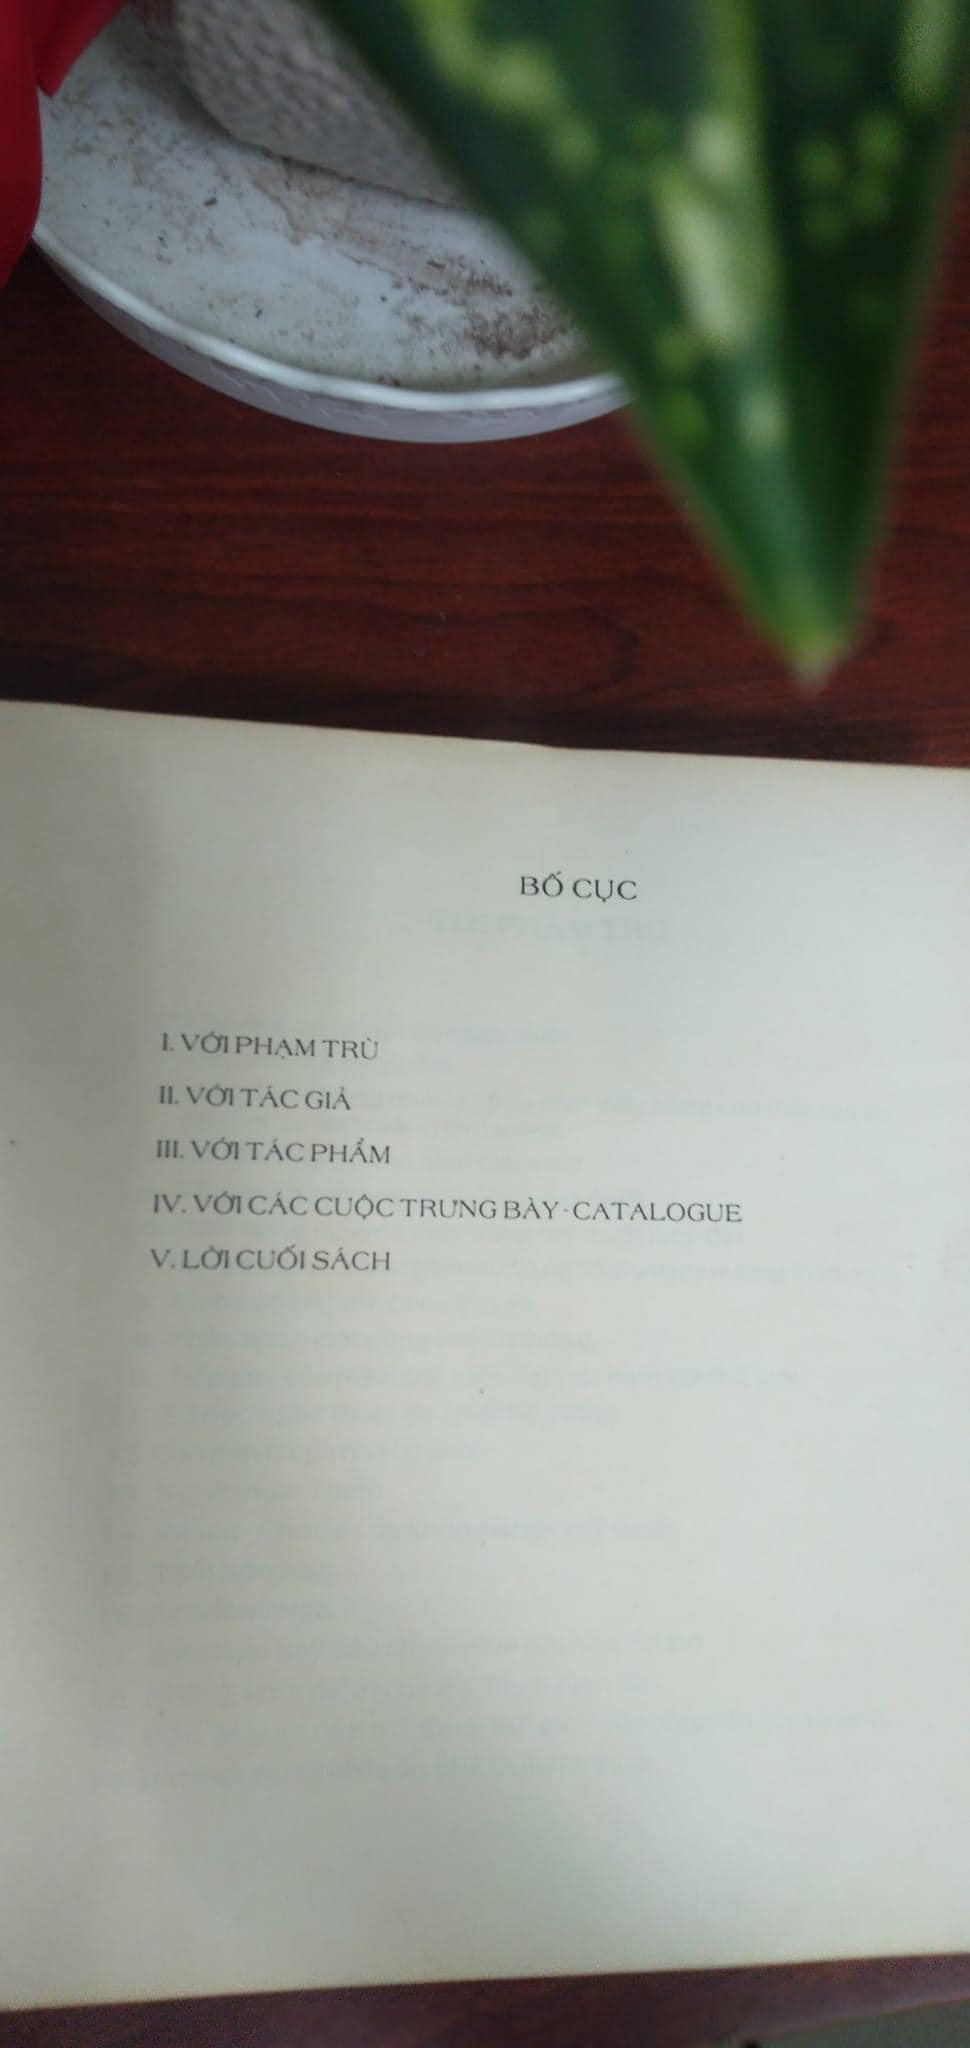 BỐ CỤC
I. VỚI PHẠM TRÙ
II. VỚI TÁC GIẢ
III. VỚI TÁC PHẨM
IV. VỚI CÁC CUỘC TRƯNG BÀY - CATALOGUE
V. LỜI CUỐI SÁCH